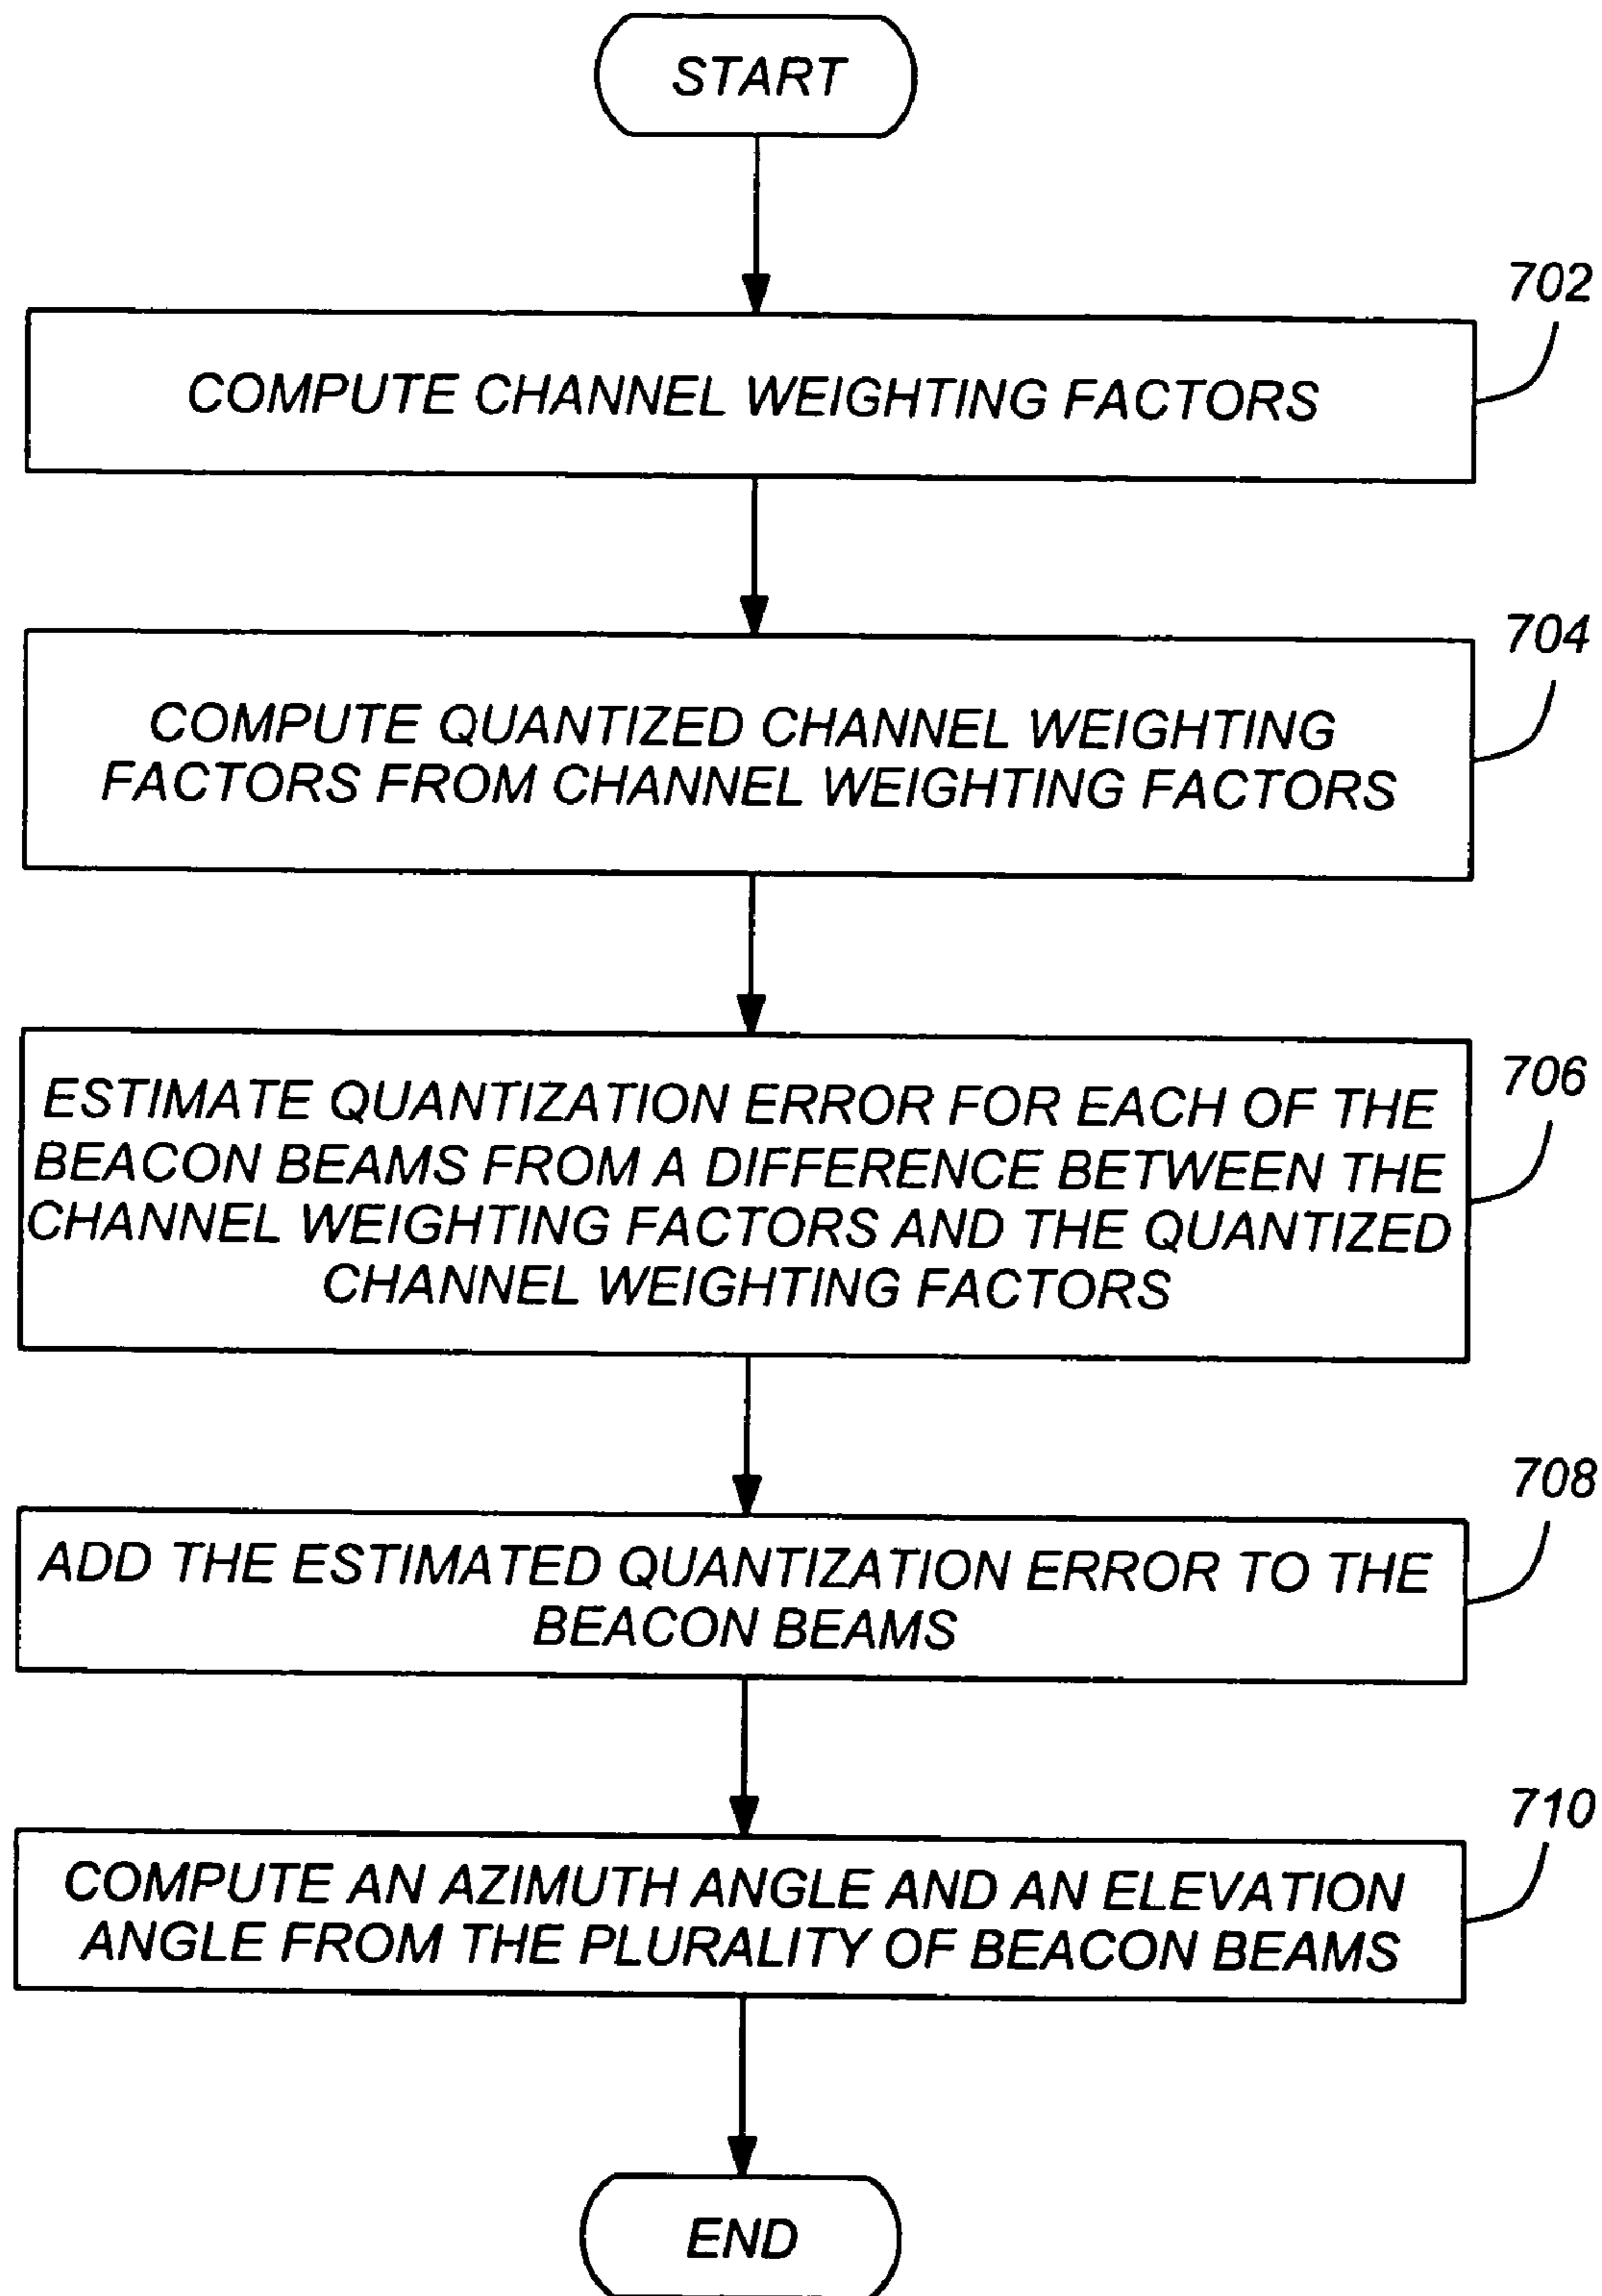 START
702
COMPUTE CHANNEL WEIGHTING FACTORS
704
COMPUTE QUANTIZED CHANNEL WEIGHTING
FACTORS FROM CHANNEL WEIGHTING FACTORS
706
ESTIMATE QUANTIZATION ERROR FOR EACH OF THE
BEACON BEAMS FROM A DIFFERENCE BETWEEN THE
CHANNEL WEIGHTING FACTORS AND THE QUANTIZED
CHANNEL WEIGHTING FACTORS
708
ADD THE ESTIMATED QUANTIZATION ERROR TO THE
BEACON BEAMS
710
COMPUTE AN AZIMUTH ANGLE AND AN ELEVATION
ANGLE FROM THE PLURALITY OF BEACON BEAMS
END